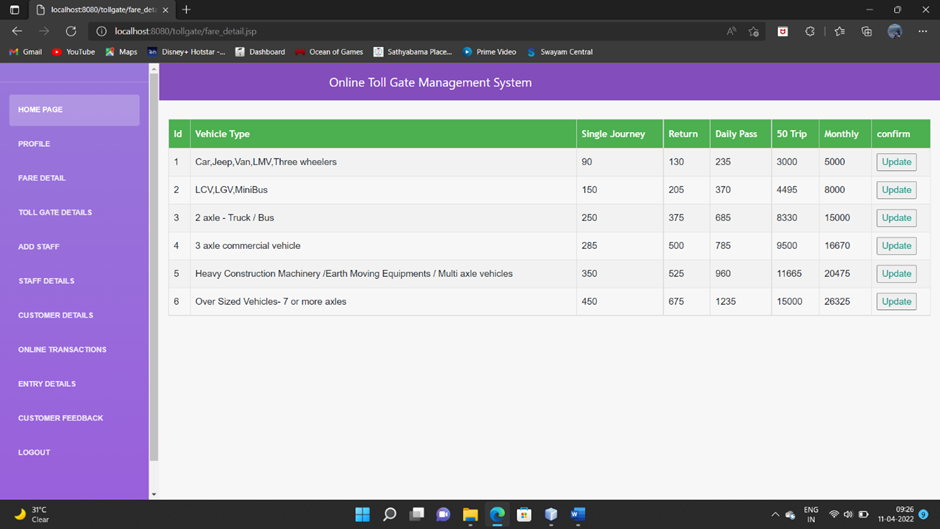 localhost:8080/tollgate/fare_deta
localhost:8080/tollgate/fare_detail.jsp
Gmail YouTube Maps Disney+ Hotstar -... Dashboard Ocean of Games Sathyabama Place... Prime Video Swayam Central
Online Toll Gate Management System
HOME PAGE
PROFILE
FARE DETAIL
TOLL GATE DETAILS
ADD STAFF
STAFF DETAILS
CUSTOMER DETAILS
ONLINE TRANSACTIONS
ENTRY DETAILS
CUSTOMER FEEDBACK
LOGOUT
Id Vehicle Type Single Journey Return Daily Pass 50 Trip Monthly confirm
1 Car,Jeep,Van,LMV,Three wheelers 90 130 235 3000 5000 Update
2 LCV,LGV,MiniBus 150 205 370 4495 8000 Update
3 2 axle - Truck / Bus 250 375 685 8330 15000 Update
4 3 axle commercial vehicle 285 500 785 9500 16670 Update
5 Heavy Construction Machinery /Earth Moving Equipments / Multi axle vehicles 350 525 960 11665 20475 Update
6 Over Sized Vehicles- 7 or more axles 450 675 1235 15000 26325 Update
31°C
Clear
ENG
IN
09:26
11-04-2022